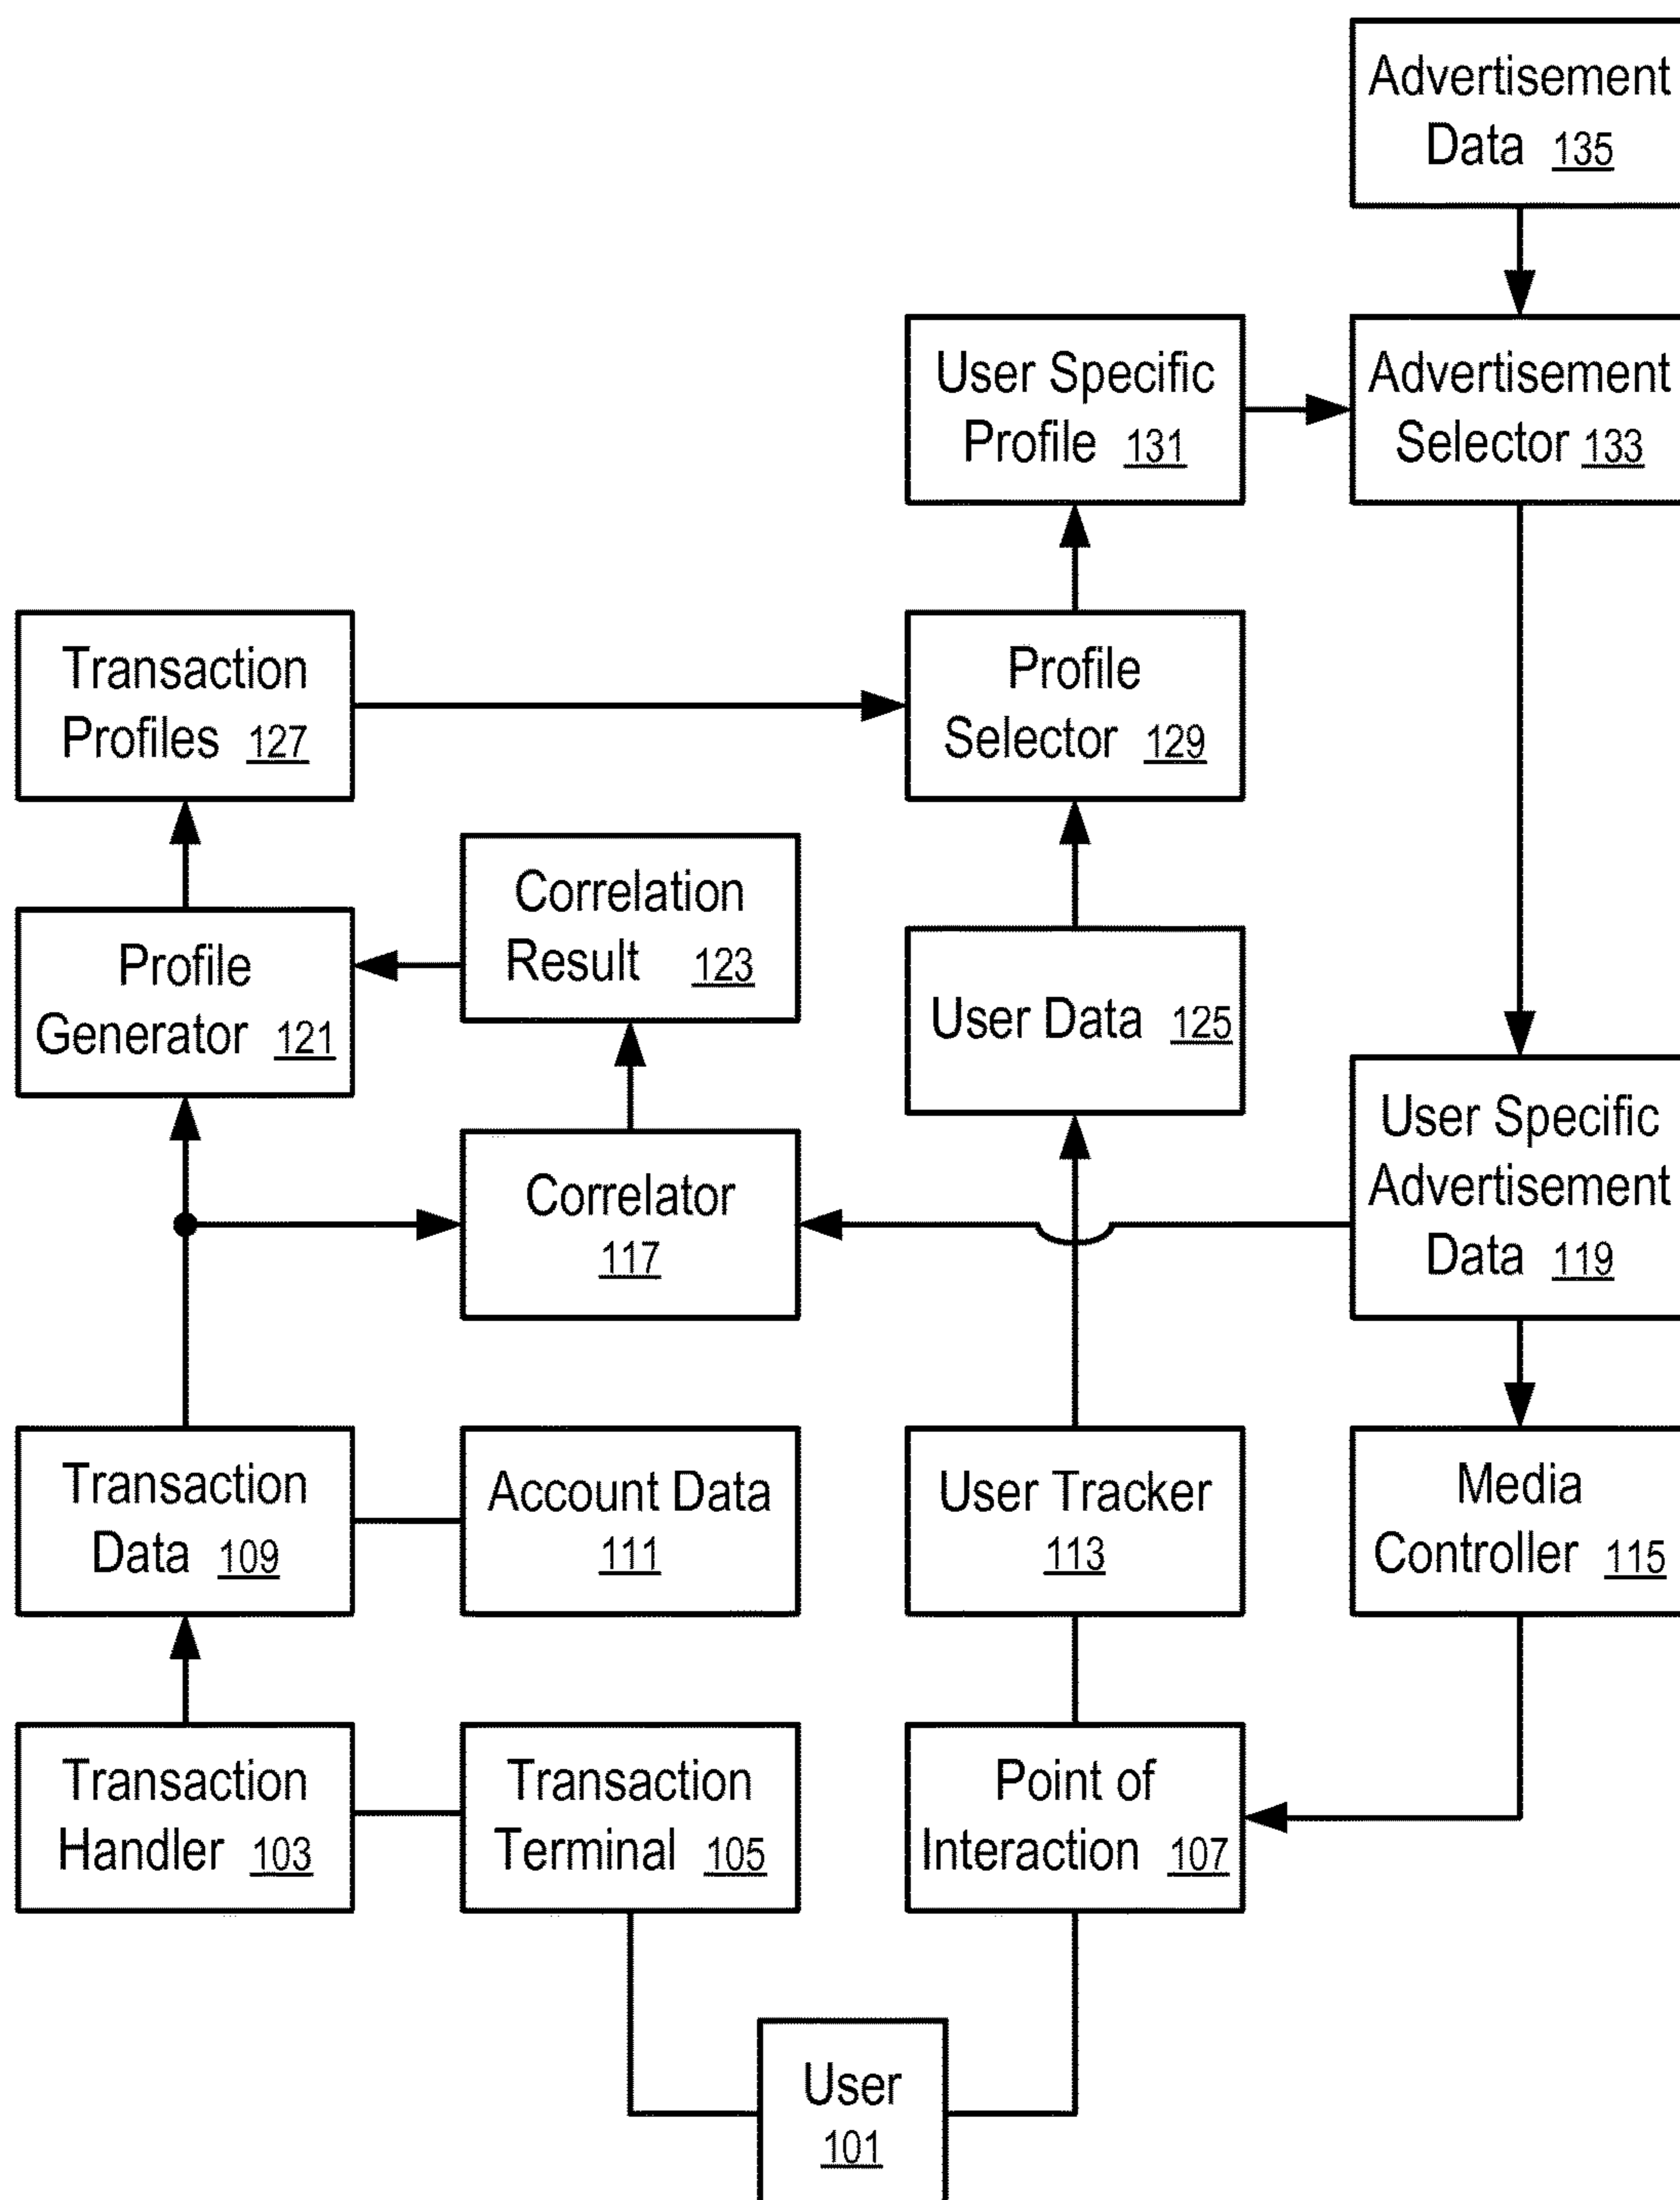 Advertisement
Data 135
User Specific
Profile 131
Advertisement
Selector 133
Transaction
Profiles 127
Profile
Selector 129
Correlation
Result 123
Profile
Generator 121
User Data 125
User Specific
Advertisement
Data 119
Correlator
117
Transaction
Data 109
Account Data
111
User Tracker
113
Media
Controller 115
Transaction
Handler 103
Transaction
Terminal 105
Point of
Interaction 107
User
101